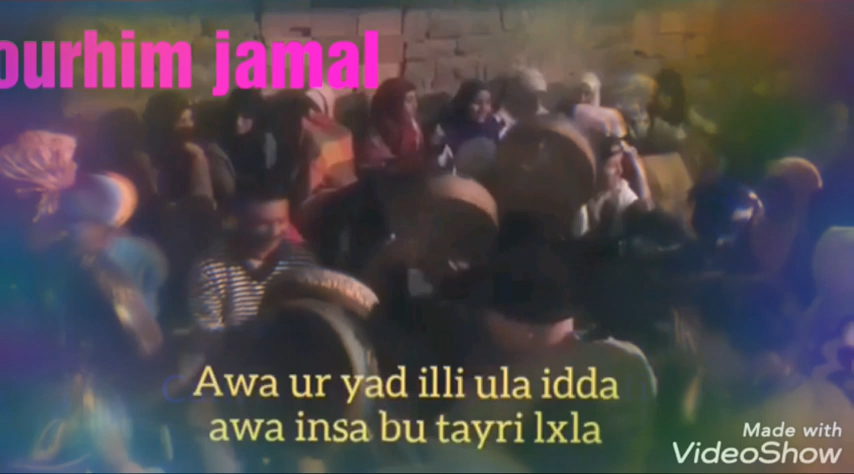 ourhim jamal
Awa ur yad illi ula idda
awa insa bu tayri lxla
Made with
VideoShow